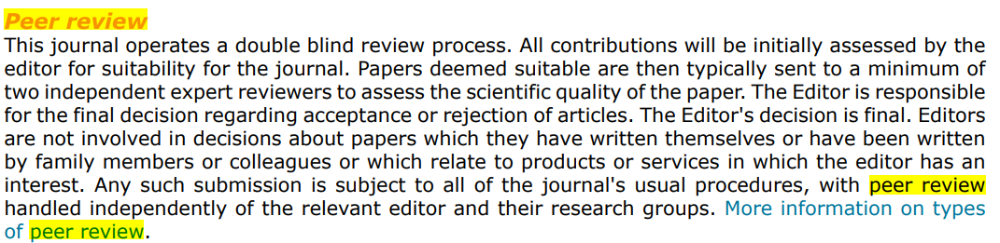 Peer review
This journal operates a double blind review process. All contributions will be initially assessed by the
editor for suitability for the journal. Papers deemed suitable are then typically sent to a minimum of
two independent expert reviewers to assess the scientific quality of the paper. The Editor is responsible
for the final decision regarding acceptance or rejection of articles. The Editor's decision is final. Editors
are not involved in decisions about papers which they have written themselves or have been written
by family members or colleagues or which relate to products or services in which the editor has an
interest. Any such submission is subject to all of the journal's usual procedures, with peer review
handled independently of the relevant editor and their research groups. More information on types
of peer review.